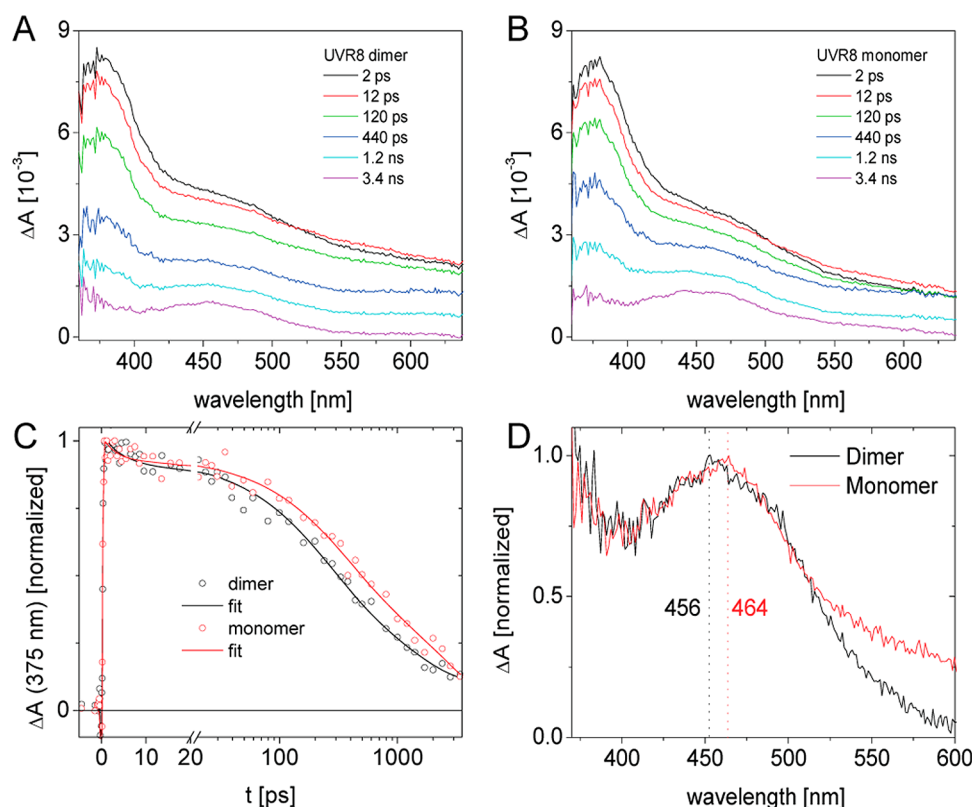 A
9
6
3
0
ΔA [10⁻³]
UVR8 dimer
2 ps
12 ps
120 ps
440 ps
1.2 ns
3.4 ns
400 450 500 550 600
wavelength [nm]
B
9
6
3
0
ΔA [10⁻³]
UVR8 monomer
2 ps
12 ps
120 ps
440 ps
1.2 ns
3.4 ns
400 450 500 550 600
wavelength [nm]
C
1
0
ΔA (375 nm) [normalized]
dimer
fit
monomer
fit
0 10 20 100 1000
t [ps]
D
1.0
0.5
0.0
ΔA [normalized]
Dimer
Monomer
456 464
400 450 500 550 600
wavelength [nm]